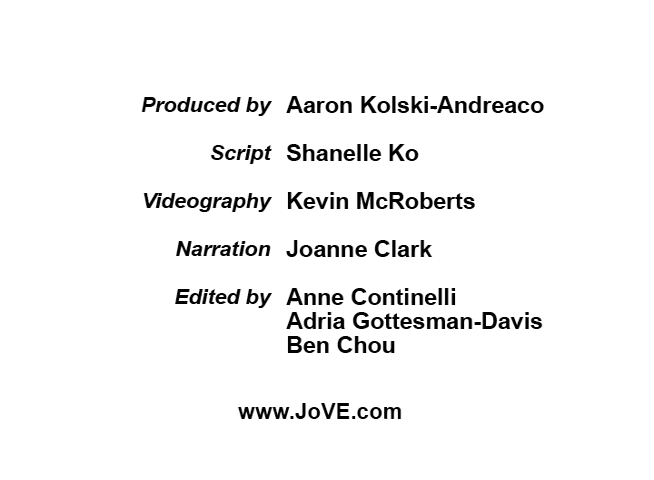 Produced by Aaron Kolski-Andreaco
Script Shanelle Ko
Videography Kevin McRoberts
Narration Joanne Clark
Edited by Anne Continelli
Adria Gottesman-Davis
Ben Chou
www.JoVE.com